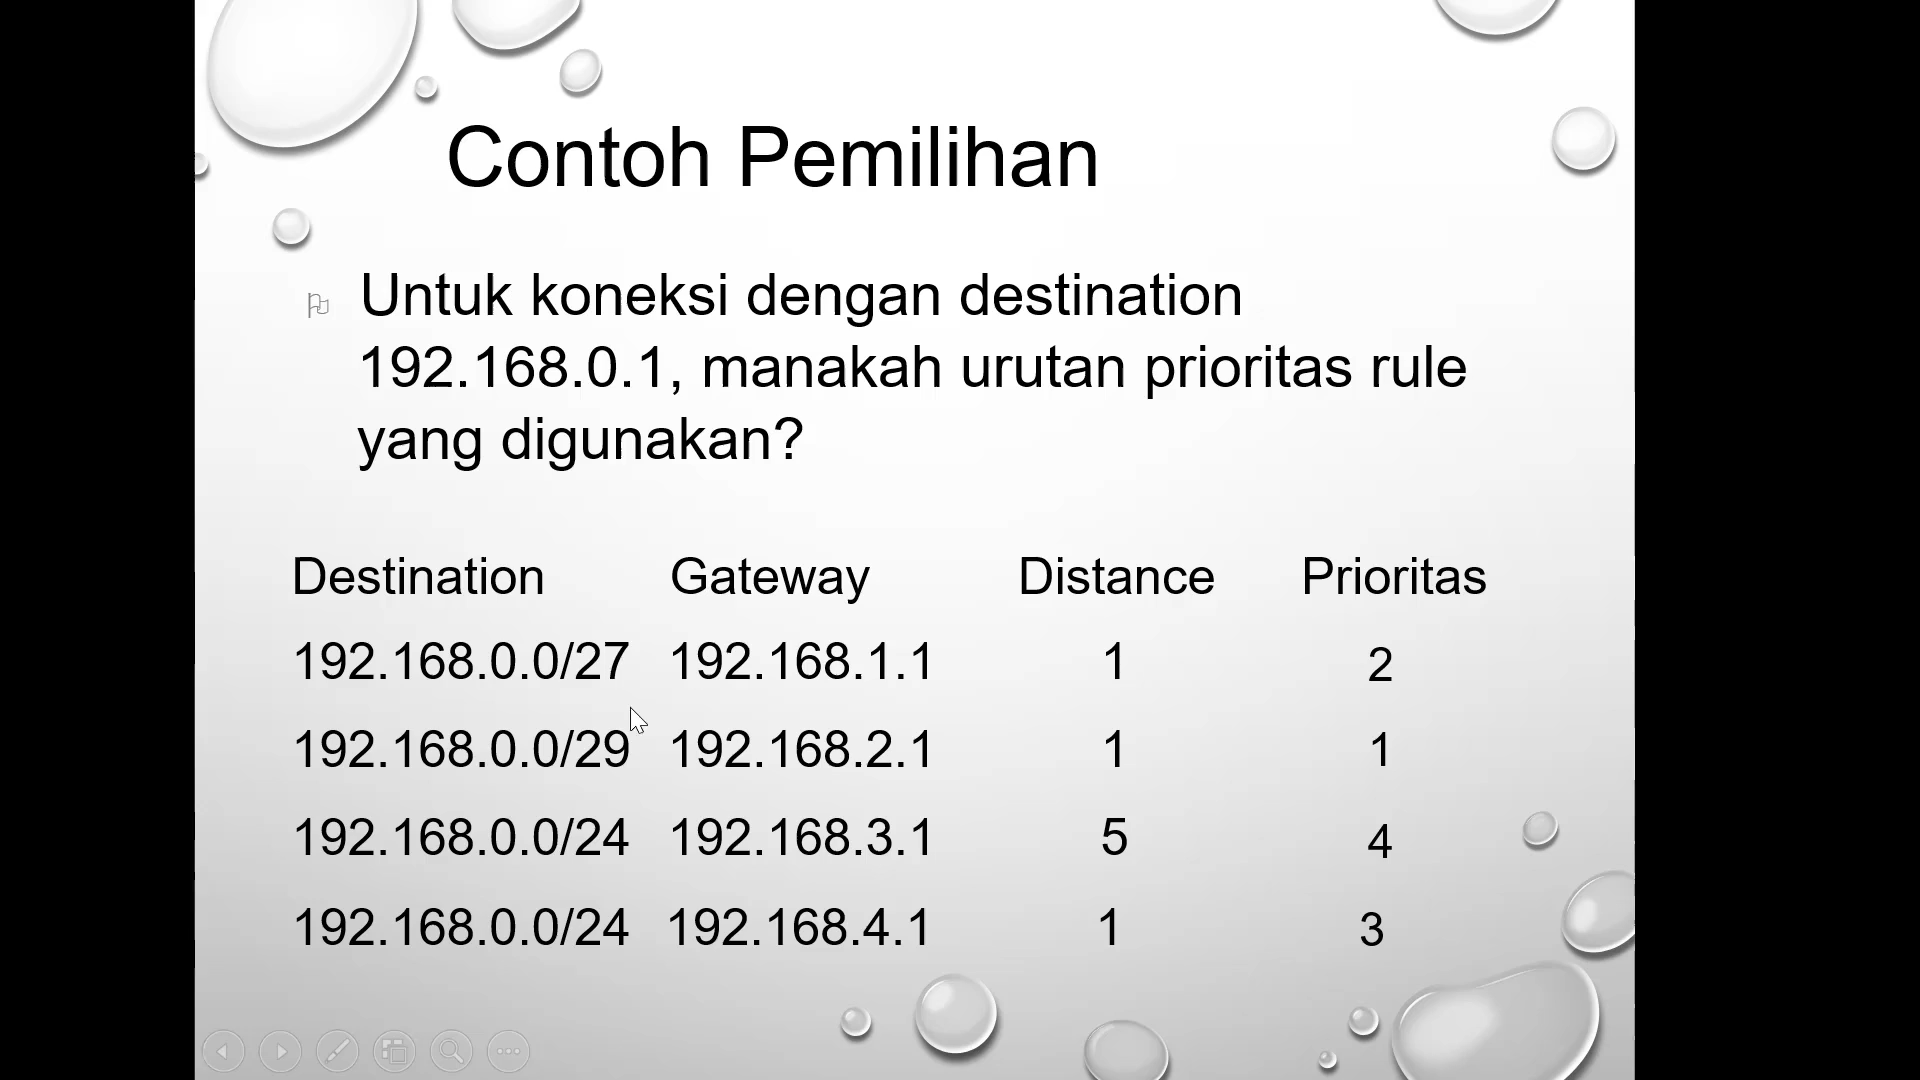 Contoh Pemilihan
Untuk koneksi dengan destination
192.168.0.1, manakah urutan prioritas rule
yang digunakan?
Destination Gateway Distance Prioritas
192.168.0.0/27 192.168.1.1 1 2
192.168.0.0/29 192.168.2.1 1 1
192.168.0.0/24 192.168.3.1 5 4
192.168.0.0/24 192.168.4.1 1 3